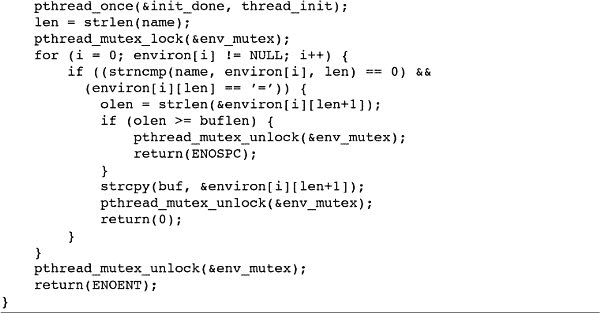 pthread_once(&init_done, thread_init);
    len = strlen(name);
    pthread_mutex_lock(&env_mutex);
    for (i = 0; environ[i] != NULL; i++) {
        if ((strncmp(name, environ[i], len) == 0) &&
          (environ[i][len] == ’=’)) {
            olen = strlen(&environ[i][len+1]);
            if (olen >= buflen) {
                pthread_mutex_unlock(&env_mutex);
                return(ENOSPC);
            }
            strcpy(buf, &environ[i][len+1]);
            pthread_mutex_unlock(&env_mutex);
            return(0);
        }
    }
    pthread_mutex_unlock(&env_mutex);
    return(ENOENT);
}